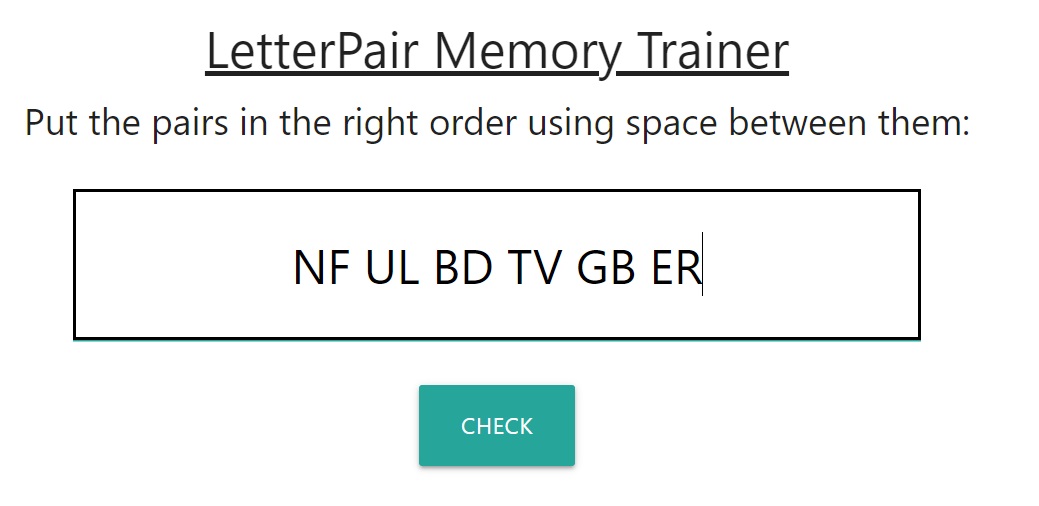 LetterPair Memory Trainer
Put the pairs in the right order using space between them:
NF UL BD TV GB ER
CHECK